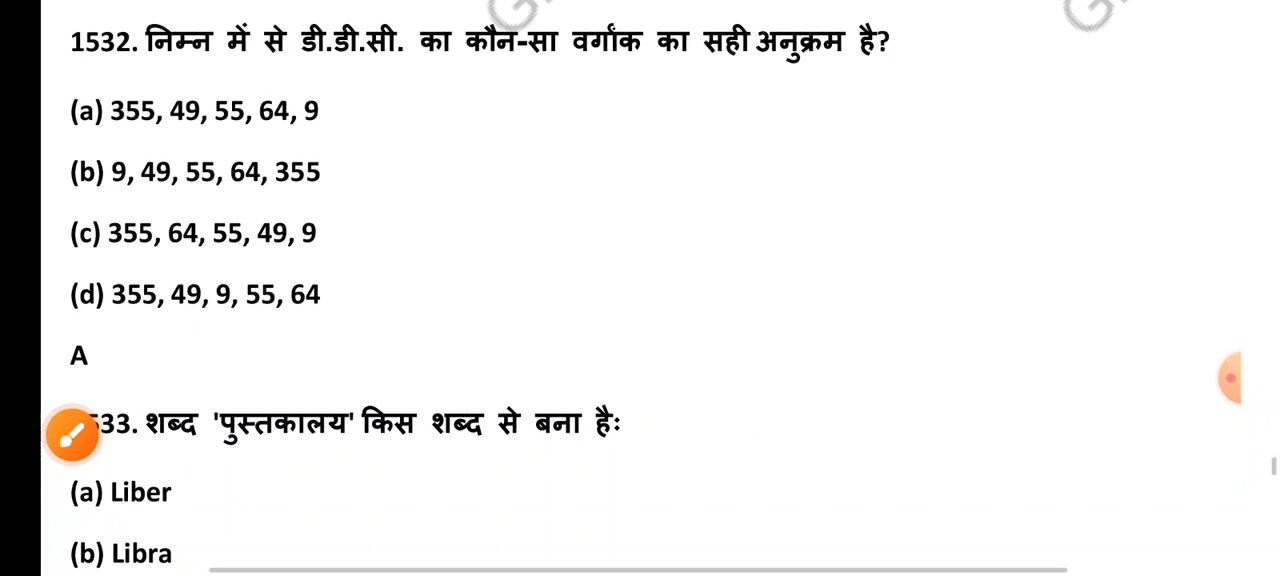 1532. निम्न में से डी.डी.सी. का कौन-सा वर्गांक का सही अनुक्रम है?
(a) 355, 49, 55, 64, 9
(b) 9, 49, 55, 64, 355
(c) 355, 64, 55, 49, 9
(d) 355, 49, 9, 55, 64
A
33. शब्द 'पुस्तकालय' किस शब्द से बना है:
(a) Liber
(b) Libra